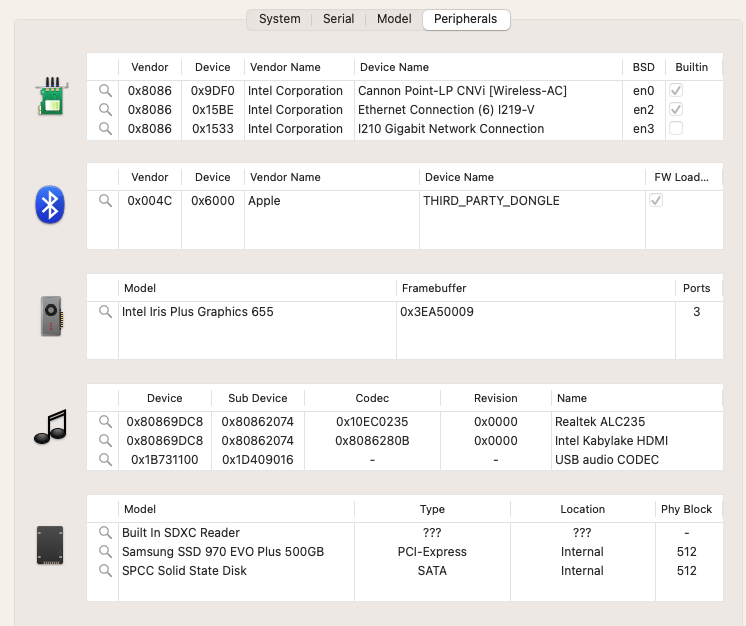 System Serial Model Peripherals
Vendor Device Vendor Name Device Name BSD Builtin
0x8086 0x9DF0 Intel Corporation Cannon Point-LP CNVi [Wireless-AC] en0
0x8086 0x15BE Intel Corporation Ethernet Connection (6) I219-V en2
0x8086 0x1533 Intel Corporation I210 Gigabit Network Connection en3
Vendor Device Vendor Name Device Name FW Load...
0x004C 0x6000 Apple THIRD_PARTY_DONGLE
Model Framebuffer Ports
Intel Iris Plus Graphics 655 0x3EA50009 3
Device Sub Device Codec Revision Name
0x80869DC8 0x80862074 0x10EC0235 0x0000 Realtek ALC235
0x80869DC8 0x80862074 0x8086280B 0x0000 Intel Kabylake HDMI
0x1B731100 0x1D409016 - - USB audio CODEC
Model Type Location Phy Block
Built In SDXC Reader ??? ??? -
Samsung SSD 970 EVO Plus 500GB PCI-Express Internal 512
SPCC Solid State Disk SATA Internal 512